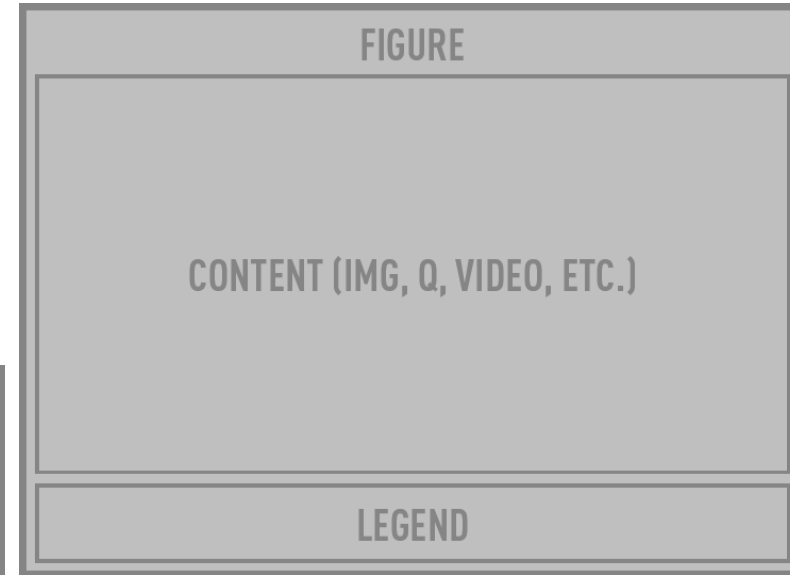 FIGURE
CONTENT (IMG, Q, VIDEO, ETC.)
LEGEND